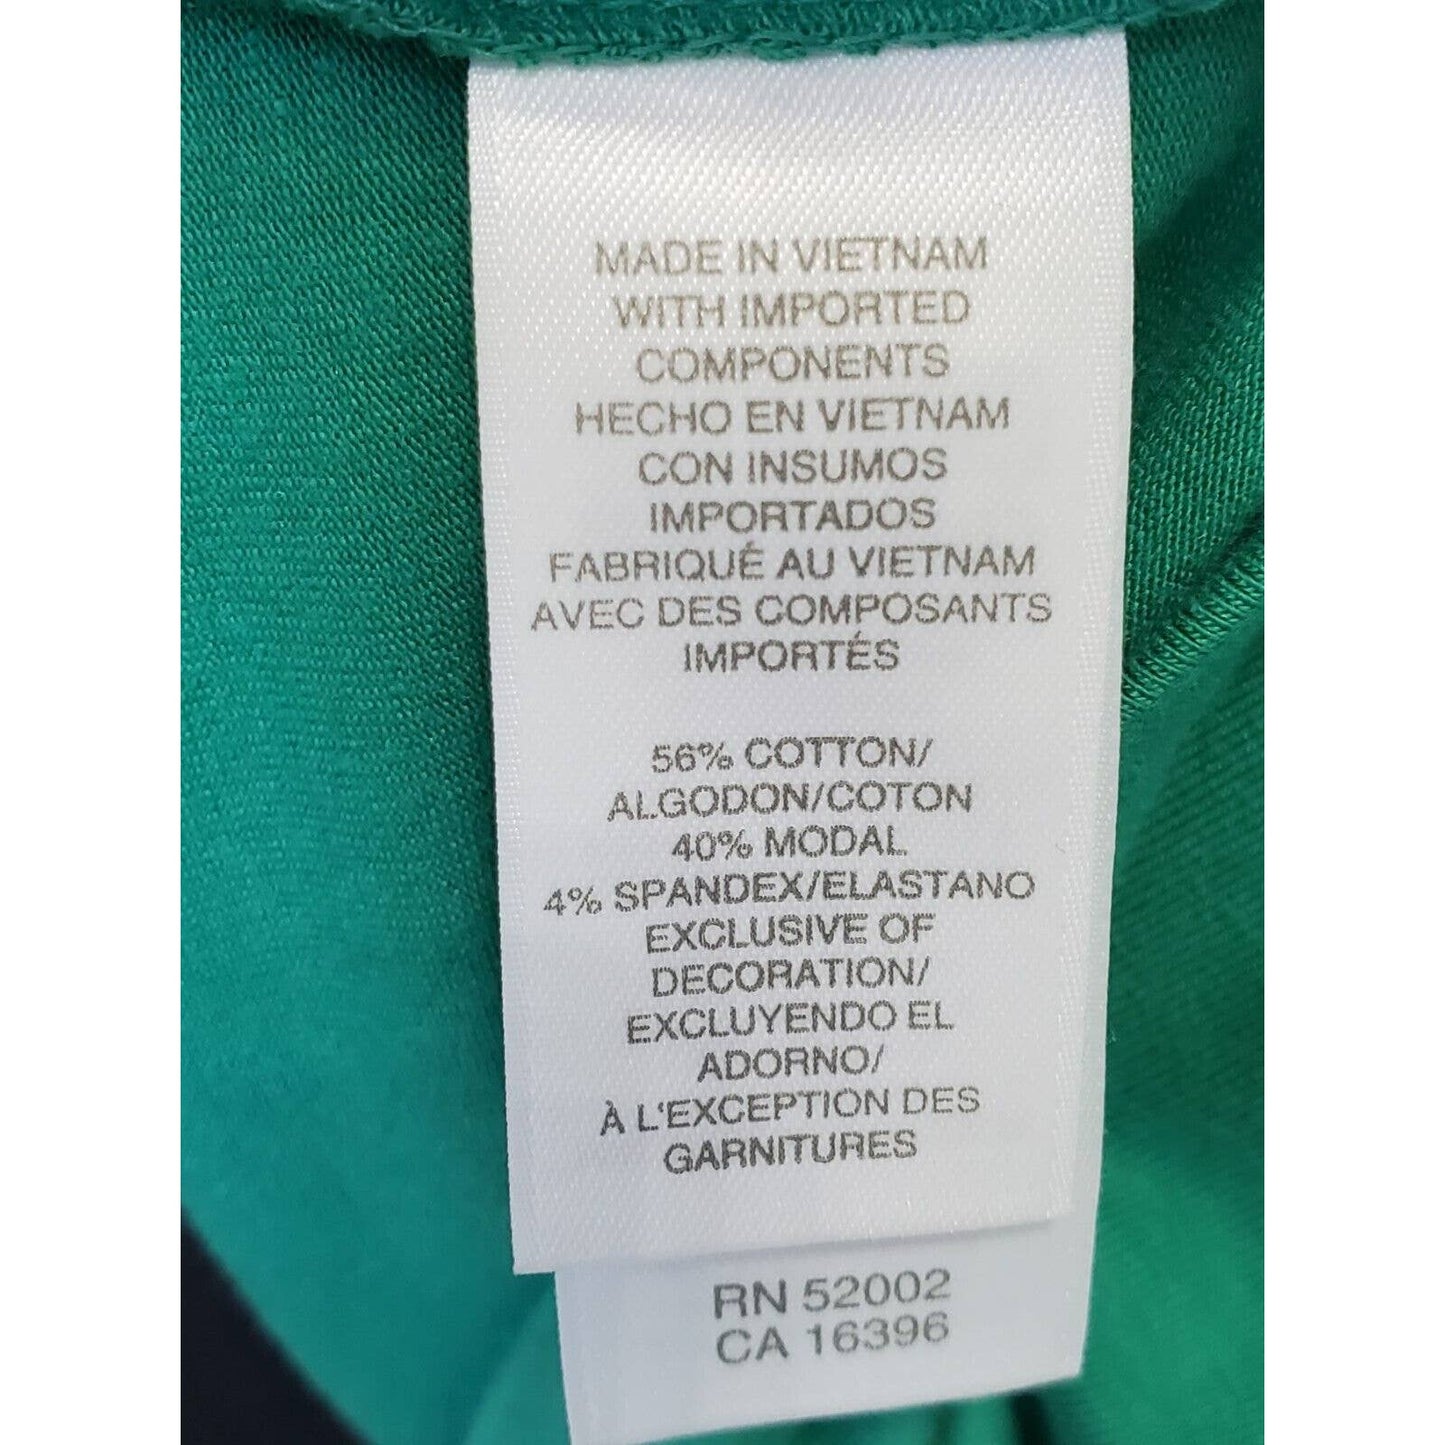 MADE IN VIETNAM
WITH IMPORTED
COMPONENTS
HECHO EN VIETNAM
CON INSUMOS
IMPORTADOS
FABRIQUÉ AU VIETNAM
AVEC DES COMPOSANTS
IMPORTÉS
56% COTTON/
ALGODON/COTON
40% MODAL
4% SPANDEX/ELASTANO
EXCLUSIVE OF
DECORATION/
EXCLUYENDO EL
ADORNO/
À L'EXCEPTION DES
GARNITURES
RN 52002
CA 16396